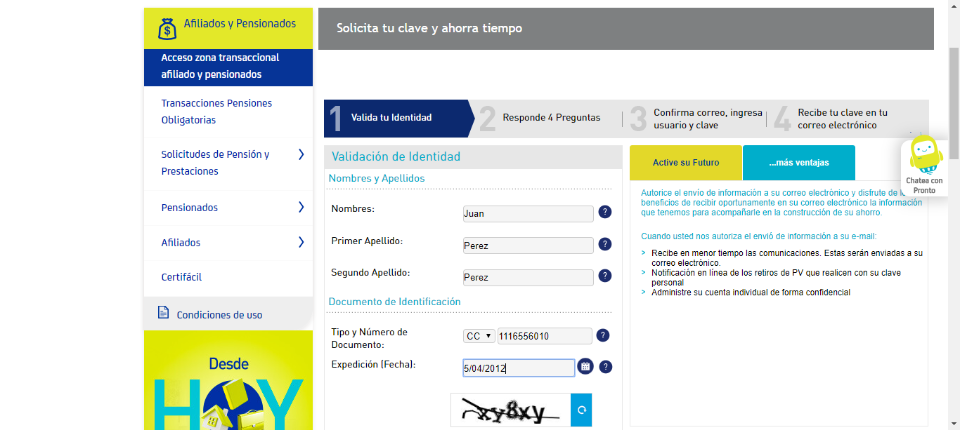 Afiliados y Pensionados
Acceso zona transaccional
afiliado y pensionados
Transacciones Pensiones
Obligatorias
Solicitudes de Pensión y
Prestaciones
Pensionados
Afiliados
Certifácil
Condiciones de uso
Desde
HOY
Solicita tu clave y ahorra tiempo
1 Valida tu Identidad
2 Responde 4 Preguntas
3 Confirma correo, ingresa
usuario y clave
4 Recibe tu clave en tu
correo electrónico
Validación de Identidad
Nombres y Apellidos
Nombres: Juan ?
Primer Apellido: Perez ?
Segundo Apellido: Perez ?
Documento de Identificación
Tipo y Número de
Documento: CC 1116556010 ?
Expedición [Fecha]: 5/04/2012 ?
xy8xy
Active su Futuro
...más ventajas
Autorice el envío de información a su correo electrónico y disfrute de
beneficios de recibir oportunamente en su correo electrónico la información
que tenemos para acompañarle en la construcción de su ahorro.
Cuando usted nos autoriza el envió de información a su e-mail:
> Recibe en menor tiempo las comunicaciones. Estas serán enviadas a su
correo electrónico.
> Notificación en línea de los retiros de PV que realicen con su clave
personal
> Administre su cuenta individual de forma confidencial
Chatea con
Pronto